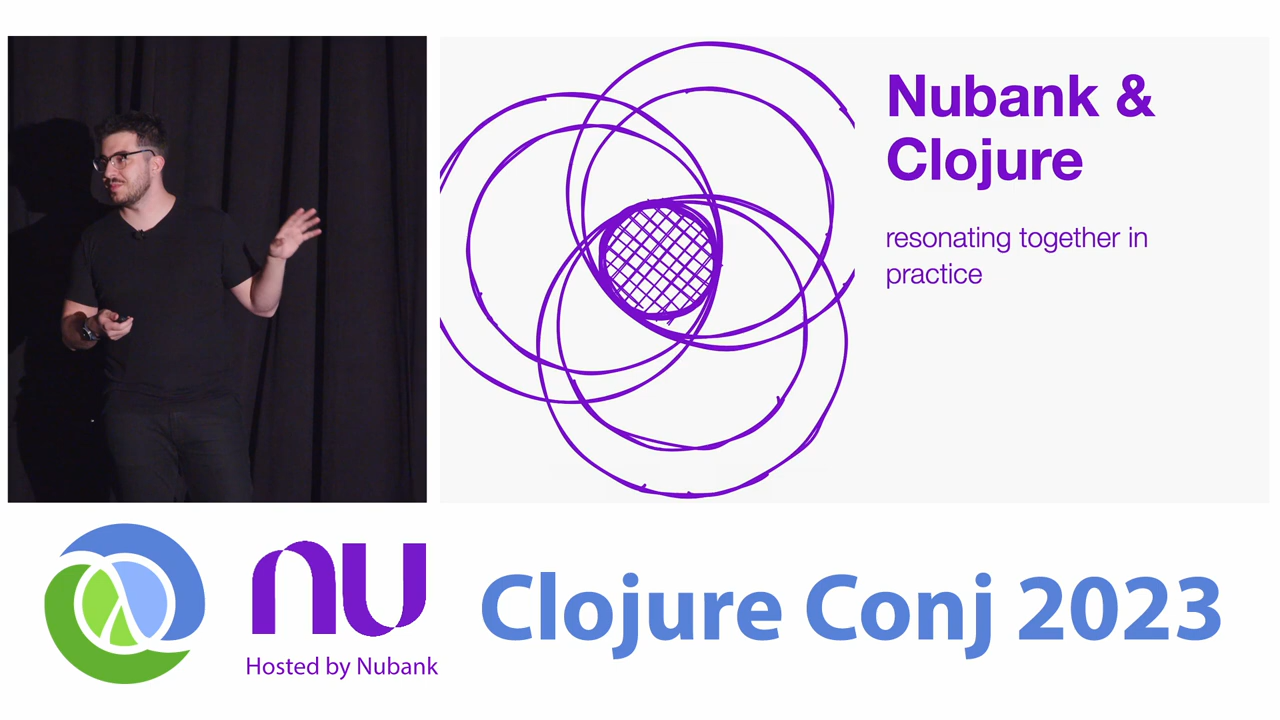 Nubank &
Clojure
resonating together in
practice
nu
Hosted by Nubank
Clojure Conj 2023